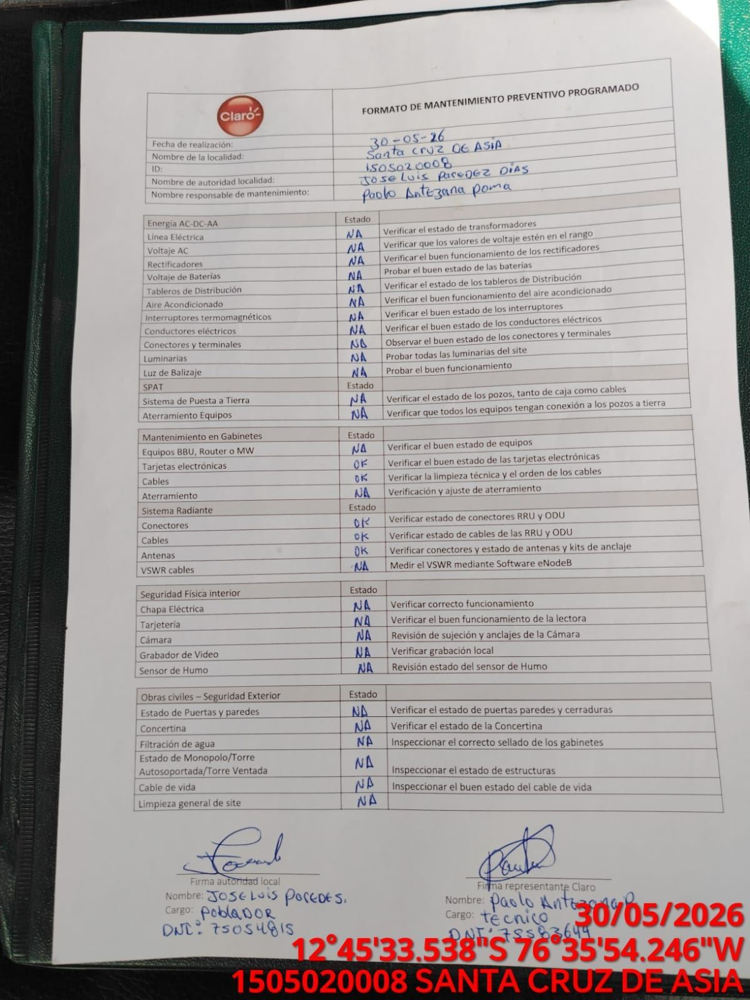 Claro
FORMATO DE MANTENIMIENTO PREVENTIVO PROGRAMADO
Fecha de realización: 30-05-26
Nombre de la localidad: Santa CRUZ DE ASIA
ID: 1505020008
Nombre de autoridad localidad: JOSE LUIS PAREDEZ DÍAS
Nombre responsable de mantenimiento: Paolo Antezana poma
Energía AC-DC-AA Estado
Línea Eléctrica NA Verificar el estado de transformadores
Voltaje AC NA Verificar que los valores de voltaje estén en el rango
Rectificadores NA Verificar el buen funcionamiento de los rectificadores
Voltaje de Baterías NA Probar el buen estado de las baterías
Tableros de Distribución NA Verificar el estado de los tableros de Distribución
Aire Acondicionado NA Verificar el buen funcionamiento del aire acondicionado
Interruptores termomagnéticos NA Verificar el buen estado de los interruptores
Conductores eléctricos NA Verificar el buen estado de los conductores eléctricos
Conectores y terminales NA Observar el buen estado de los conectores y terminales
Luminarias NA Probar todas las luminarias del site
Luz de Balizaje NA Probar el buen funcionamiento
SPAT Estado
Sistema de Puesta a Tierra NA Verificar el estado de los pozos, tanto de caja como cables
Aterramiento Equipos NA Verificar que todos los equipos tengan conexión a los pozos a tierra
Mantenimiento en Gabinetes Estado
Equipos BBU, Router o MW NA Verificar el buen estado de equipos
Tarjetas electrónicas OK Verificar el buen estado de las tarjetas electrónicas
Cables OK Verificar la limpieza técnica y el orden de los cables
Aterramiento NA Verificación y ajuste de aterramiento
Sistema Radiante Estado
Conectores OK Verificar estado de conectores RRU y ODU
Cables OK Verificar estado de cables de las RRU y ODU
Antenas OK Verificar conectores y estado de antenas y kits de anclaje
VSWR cables NA Medir el VSWR mediante Software eNodeB
Seguridad Física interior Estado
Chapa Eléctrica NA Verificar correcto funcionamiento
Tarjetería NA Verificar el buen funcionamiento de la lectora
Cámara NA Revisión de sujeción y anclajes de la Cámara
Grabador de Video NA Verificar grabación local
Sensor de Humo NA Revisión estado del sensor de Humo
Obras civiles – Seguridad Exterior Estado
Estado de Puertas y paredes NA Verificar el estado de puertas paredes y cerraduras
Concertina NA Verificar el estado de la Concertina
Filtración de agua NA Inspeccionar el correcto sellado de los gabinetes
Estado de Monopolo/Torre
Autosoportada/Torre Ventada NA Inspeccionar el estado de estructuras
Cable de vida NA Inspeccionar el buen estado del cable de vida
Limpieza general de site NA
Firma autoridad local
Nombre: JOSE LUIS PAREDES.
Cargo: PoblADOR
DNI: 75054815
Firma representante Claro
Nombre: Paolo Antezana P
Cargo: tecnico
DNI:
30/05/2026
12°45'33.538"S 76°35'54.246"W
1505020008 SANTA CRUZ DE ASIA